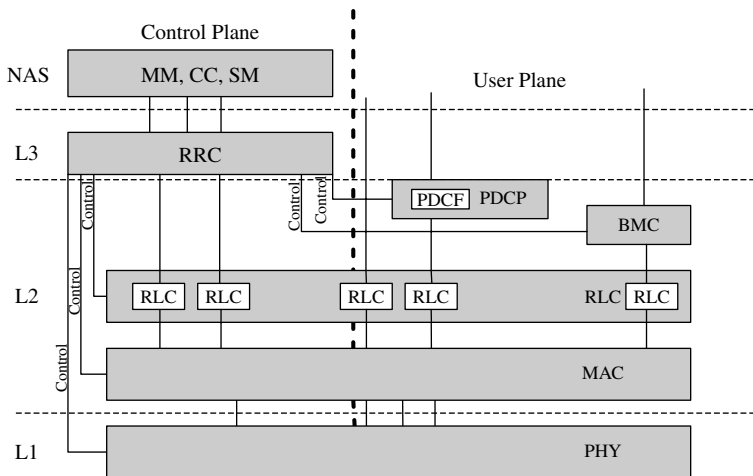 Control Plane
User Plane
NAS
MM, CC, SM
L3
RRC
Control
Control
Control
PDCF PDCP
BMC
Control
L2
RLC RLC RLC RLC RLC RLC
Control
MAC
L1
PHY